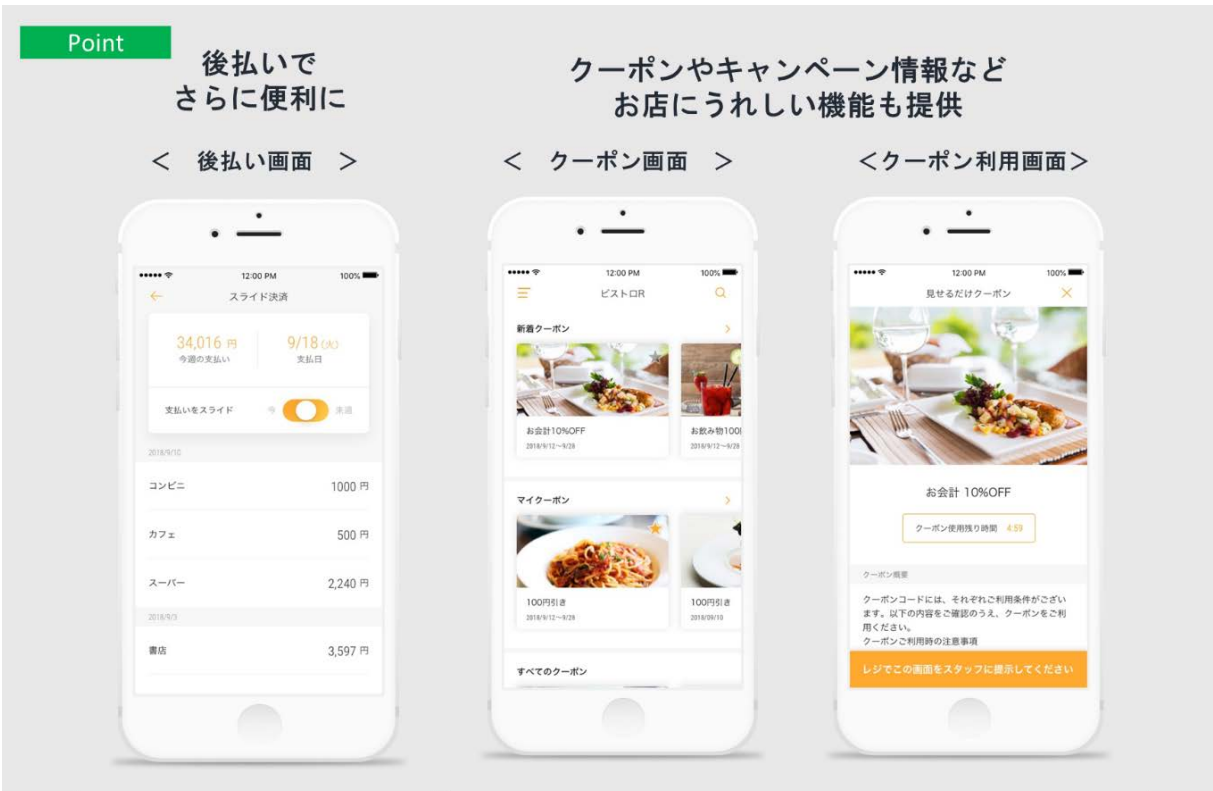 Point
後払いで
さらに便利に
クーポンやキャンペーン情報など
お店にうれしい機能も提供
＜ 後払い画面 ＞
＜ クーポン画面 ＞
＜クーポン利用画面＞
12:00 PM 100%
スライド決済
34,016 円 9/18 (火)
今週の支払い 支払日
支払いをスライド 今 来週
2018/9/10
コンビニ 1000 円
カフェ 500 円
スーパー 2,240 円
2018/9/3
書店 3,597 円
12:00 PM 100%
ビストロR
新着クーポン
お会計10%OFF お飲み物100
2018/9/12〜9/28 2018/9/12〜9/28
マイクーポン
100円引き 100円引き
2018/9/12〜9/28 2018/09/10
すべてのクーポン
12:00 PM 100%
見せるだけクーポン
お会計 10%OFF
クーポン使用残り時間 4:59
クーポン概要
クーポンコードには、それぞれご利用条件がござい
ます。以下の内容をご確認のうえ、クーポンをご利
用ください。
クーポンご利用時の注意事項
レジでこの画面をスタッフに提示してください